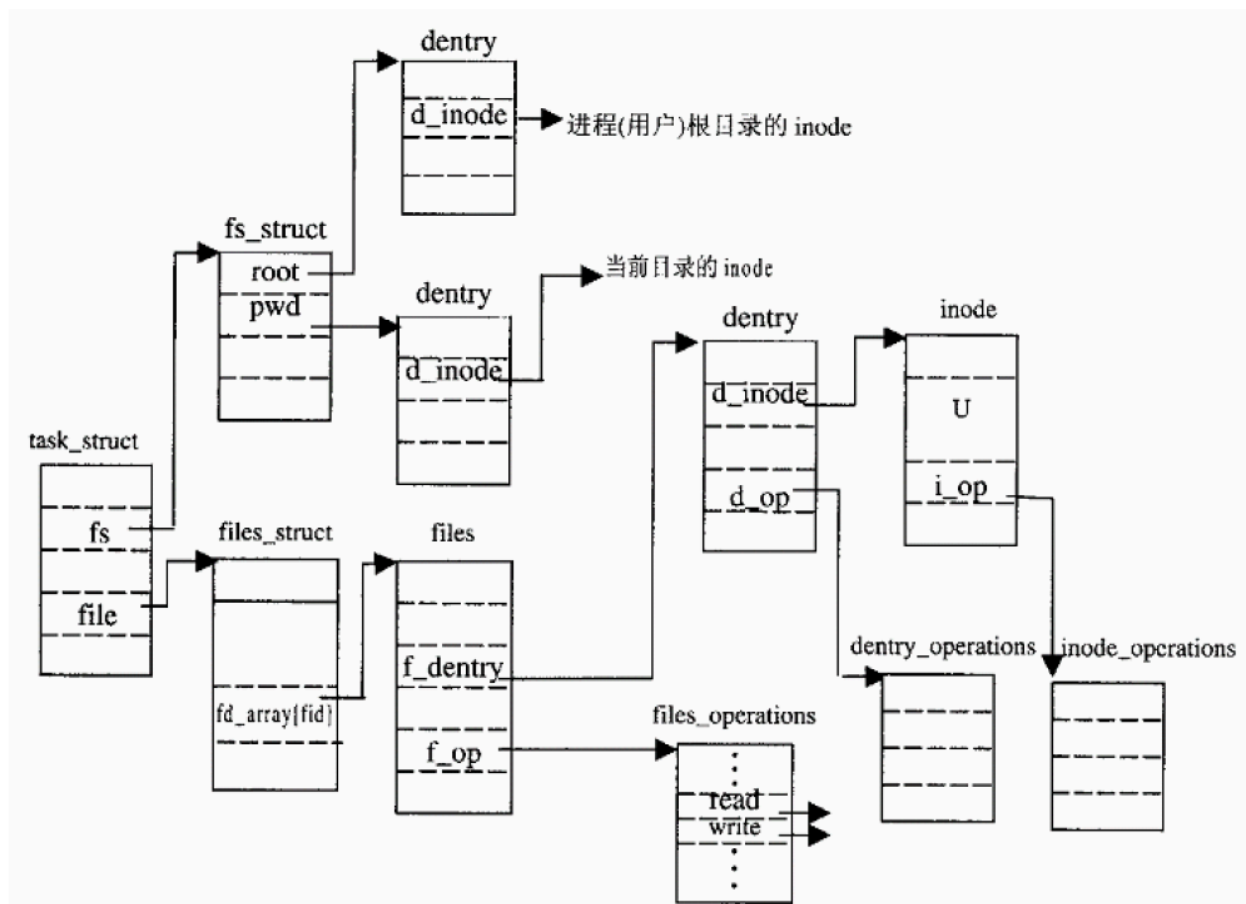 dentry
d_inode
进程(用户)根目录的 inode
fs_struct
root
pwd
dentry
d_inode
当前目录的 inode
dentry
d_inode
d_op
inode
U
i_op
task_struct
fs
file
files_struct
fd_array[fid]
files
f_dentry
f_op
files_operations
read
write
dentry_operations
inode_operations